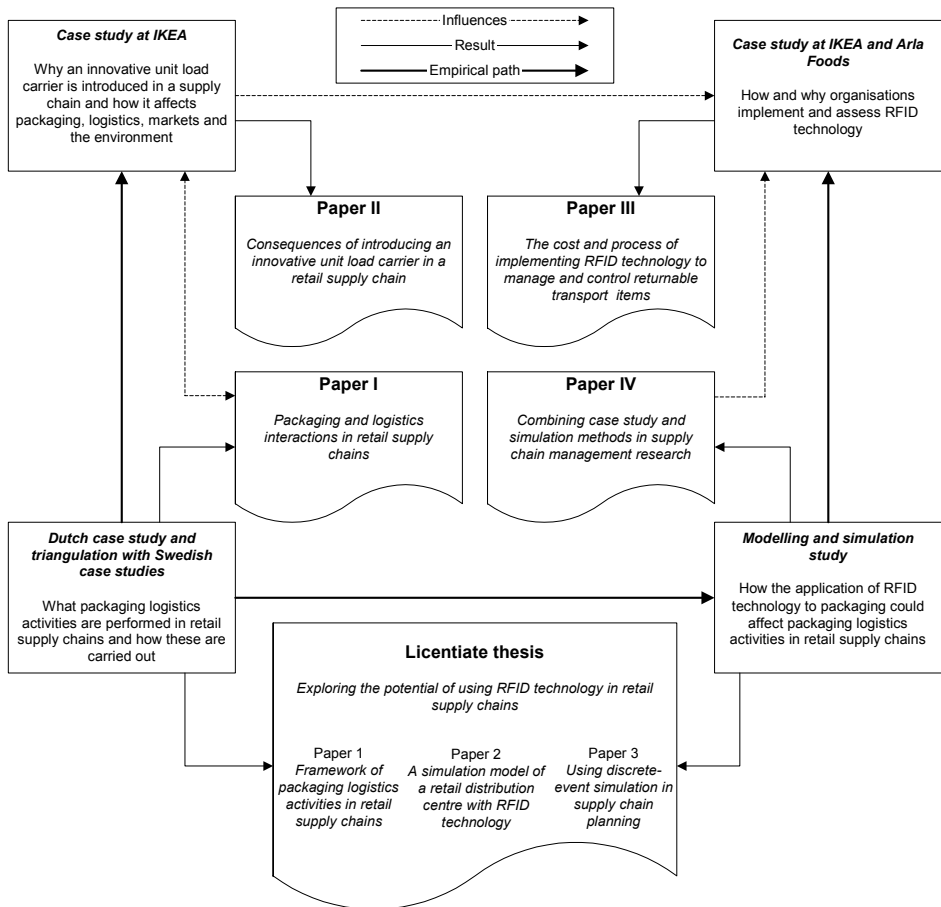 Influences
Result
Empirical path
Case study at IKEA
Why an innovative unit load
carrier is introduced in a supply
chain and how it affects
packaging, logistics, markets and
the environment
Case study at IKEA and Arla
Foods
How and why organisations
implement and assess RFID
technology
Paper II
Consequences of introducing an
innovative unit load carrier in a
retail supply chain
Paper III
The cost and process of
implementing RFID technology to
manage and control returnable
transport items
Paper I
Packaging and logistics
interactions in retail supply
chains
Paper IV
Combining case study and
simulation methods in supply
chain management research
Dutch case study and
triangulation with Swedish
case studies
What packaging logistics
activities are performed in retail
supply chains and how these are
carried out
Modelling and simulation
study
How the application of RFID
technology to packaging could
affect packaging logistics
activities in retail supply chains
Licentiate thesis
Exploring the potential of using RFID technology in retail
supply chains
Paper 1
Framework of
packaging logistics
activities in retail
supply chains
Paper 2
A simulation model of
a retail distribution
centre with RFID
technology
Paper 3
Using discrete-
event simulation in
supply chain
planning